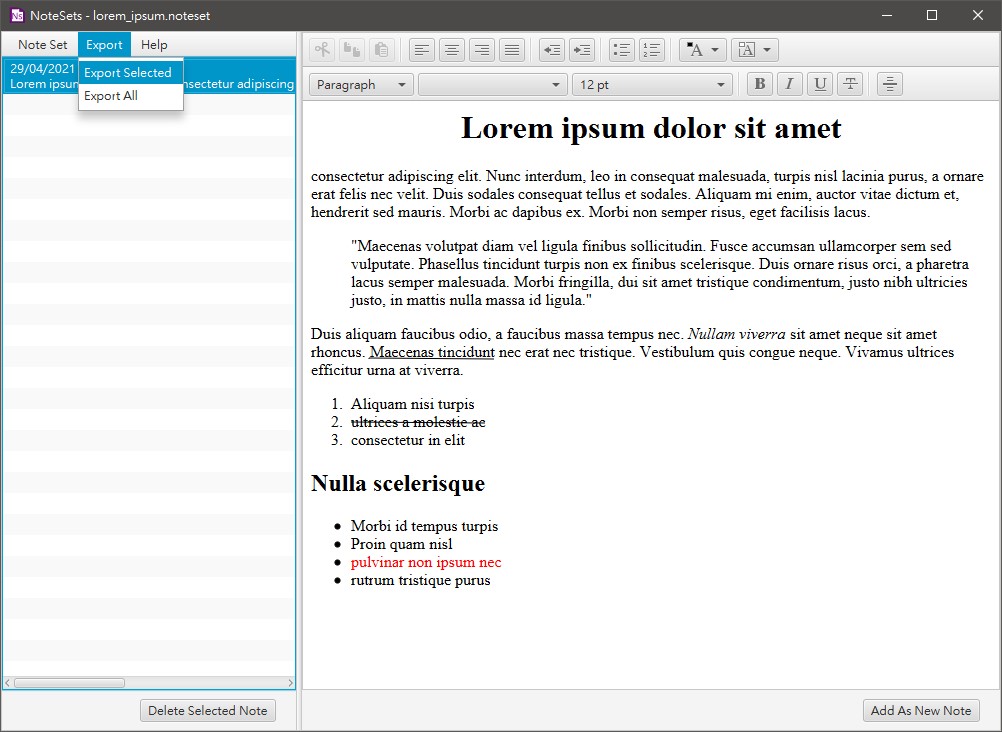 NoteSets - lorem_ipsum.noteset
Note Set Export Help
29/04/2021
Export Selected
Lorem ipsum nsectetur adipiscing
Export All
A A
Paragraph 12 pt B I U T
Lorem ipsum dolor sit amet
consectetur adipiscing elit. Nunc interdum, leo in consequat malesuada, turpis nisl lacinia purus, a ornare
erat felis nec velit. Duis sodales consequat tellus et sodales. Aliquam mi enim, auctor vitae dictum et,
hendrerit sed mauris. Morbi ac dapibus ex. Morbi non semper risus, eget facilisis lacus.
"Maecenas volutpat diam vel ligula finibus sollicitudin. Fusce accumsan ullamcorper sem sed
vulputate. Phasellus tincidunt turpis non ex finibus scelerisque. Duis ornare risus orci, a pharetra
lacus semper malesuada. Morbi fringilla, dui sit amet tristique condimentum, justo nibh ultricies
justo, in mattis nulla massa id ligula."
Duis aliquam faucibus odio, a faucibus massa tempus nec. Nullam viverra sit amet neque sit amet
rhoncus. Maecenas tincidunt nec erat nec tristique. Vestibulum quis congue neque. Vivamus ultrices
efficitur urna at viverra.
1. Aliquam nisi turpis
2. ultrices a molestie ac
3. consectetur in elit
Nulla scelerisque
• Morbi id tempus turpis
• Proin quam nisl
• pulvinar non ipsum nec
• rutrum tristique purus
Delete Selected Note
Add As New Note